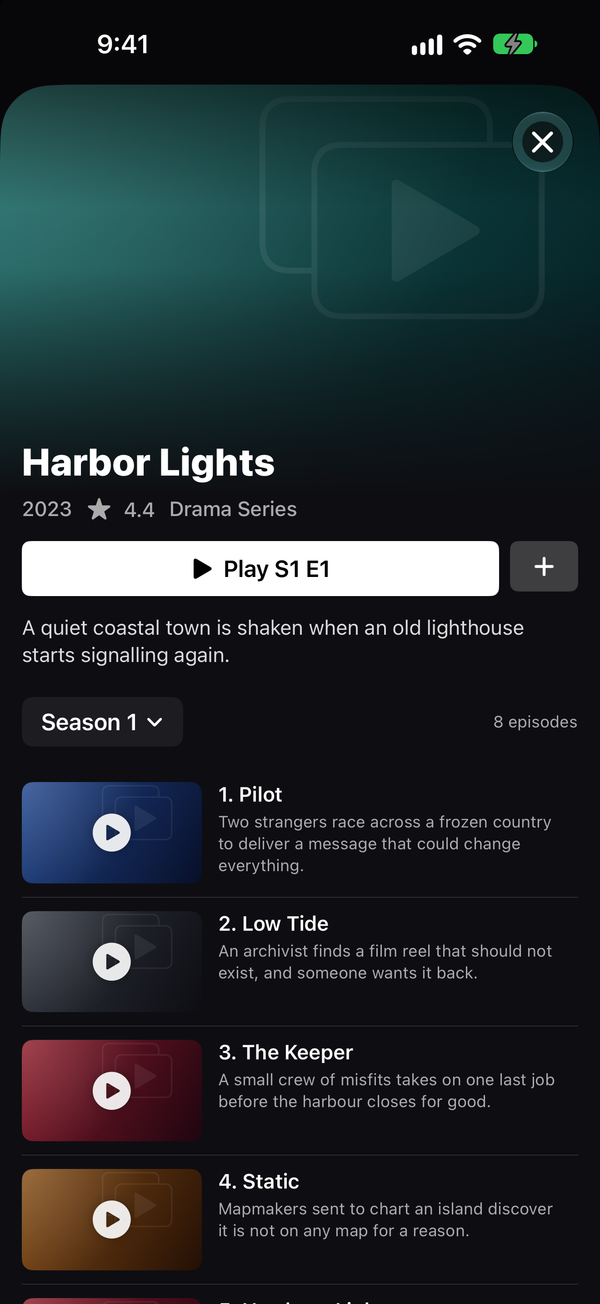 9:41
Harbor Lights
2023 4.4 Drama Series
Play S1 E1
A quiet coastal town is shaken when an old lighthouse
starts signalling again.
Season 1
8 episodes
1. Pilot
Two strangers race across a frozen country
to deliver a message that could change
everything.
2. Low Tide
An archivist finds a film reel that should not
exist, and someone wants it back.
3. The Keeper
A small crew of misfits takes on one last job
before the harbour closes for good.
4. Static
Mapmakers sent to chart an island discover
it is not on any map for a reason.